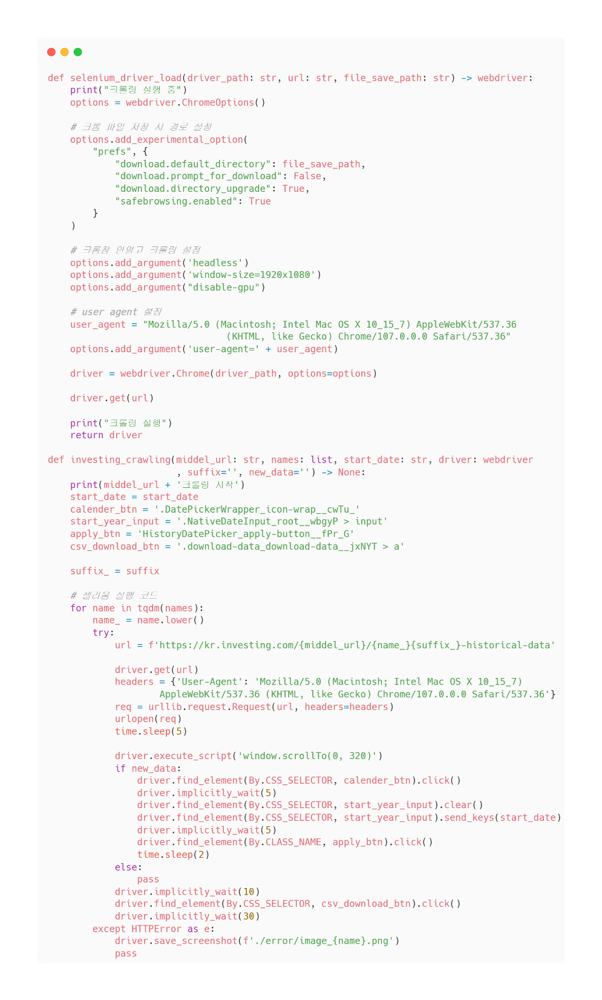 def selenium_driver_load(driver_path: str, url: str, file_save_path: str) -> webdriver:
    print("크롤링 실행 중")
    options = webdriver.ChromeOptions()
    # 크롬 파일 저장 시 경로 설정
    options.add_experimental_option(
        "prefs", {
            "download.default_directory": file_save_path,
            "download.prompt_for_download": False,
            "download.directory_upgrade": True,
            "safebrowsing.enabled": True
        }
    )
    # 크롬창 안열고 크롤링 설정
    options.add_argument('headless')
    options.add_argument('window-size=1920x1080')
    options.add_argument("disable-gpu")
    # user agent 설정
    user_agent = "Mozilla/5.0 (Macintosh; Intel Mac OS X 10_15_7) AppleWebKit/537.36
                                (KHTML, like Gecko) Chrome/107.0.0.0 Safari/537.36"
    options.add_argument('user-agent=' + user_agent)
    driver = webdriver.Chrome(driver_path, options=options)
    driver.get(url)
    print("크롤링 실행")
    return driver
def investing_crawling(middel_url: str, names: list, start_date: str, driver: webdriver
                       , suffix='', new_data='') -> None:
    print(middel_url + '크롤링 시작')
    start_date = start_date
    calender_btn = '.DatePickerWrapper_icon-wrap__cwTu_'
    start_year_input = '.NativeDateInput_root__wbgyP > input'
    apply_btn = 'HistoryDatePicker_apply-button__fPr_G'
    csv_download_btn = '.download-data_download-data__jxNYT > a'
    suffix_ = suffix
    # 셀리움 실행 코드
    for name in tqdm(names):
        name_ = name.lower()
        try:
            url = f'https://kr.investing.com/{middel_url}/{name_}{suffix_}-historical-data'
            driver.get(url)
            headers = {'User-Agent': 'Mozilla/5.0 (Macintosh; Intel Mac OS X 10_15_7)
                    AppleWebKit/537.36 (KHTML, like Gecko) Chrome/107.0.0.0 Safari/537.36'}
            req = urllib.request.Request(url, headers=headers)
            urlopen(req)
            time.sleep(5)
            driver.execute_script('window.scrollTo(0, 320)')
            if new_data:
                driver.find_element(By.CSS_SELECTOR, calender_btn).click()
                driver.implicitly_wait(5)
                driver.find_element(By.CSS_SELECTOR, start_year_input).clear()
                driver.find_element(By.CSS_SELECTOR, start_year_input).send_keys(start_date)
                driver.implicitly_wait(5)
                driver.find_element(By.CLASS_NAME, apply_btn).click()
                time.sleep(2)
            else:
                pass
            driver.implicitly_wait(10)
            driver.find_element(By.CSS_SELECTOR, csv_download_btn).click()
            driver.implicitly_wait(30)
        except HTTPError as e:
            driver.save_screenshot(f'./error/image_{name}.png')
            pass